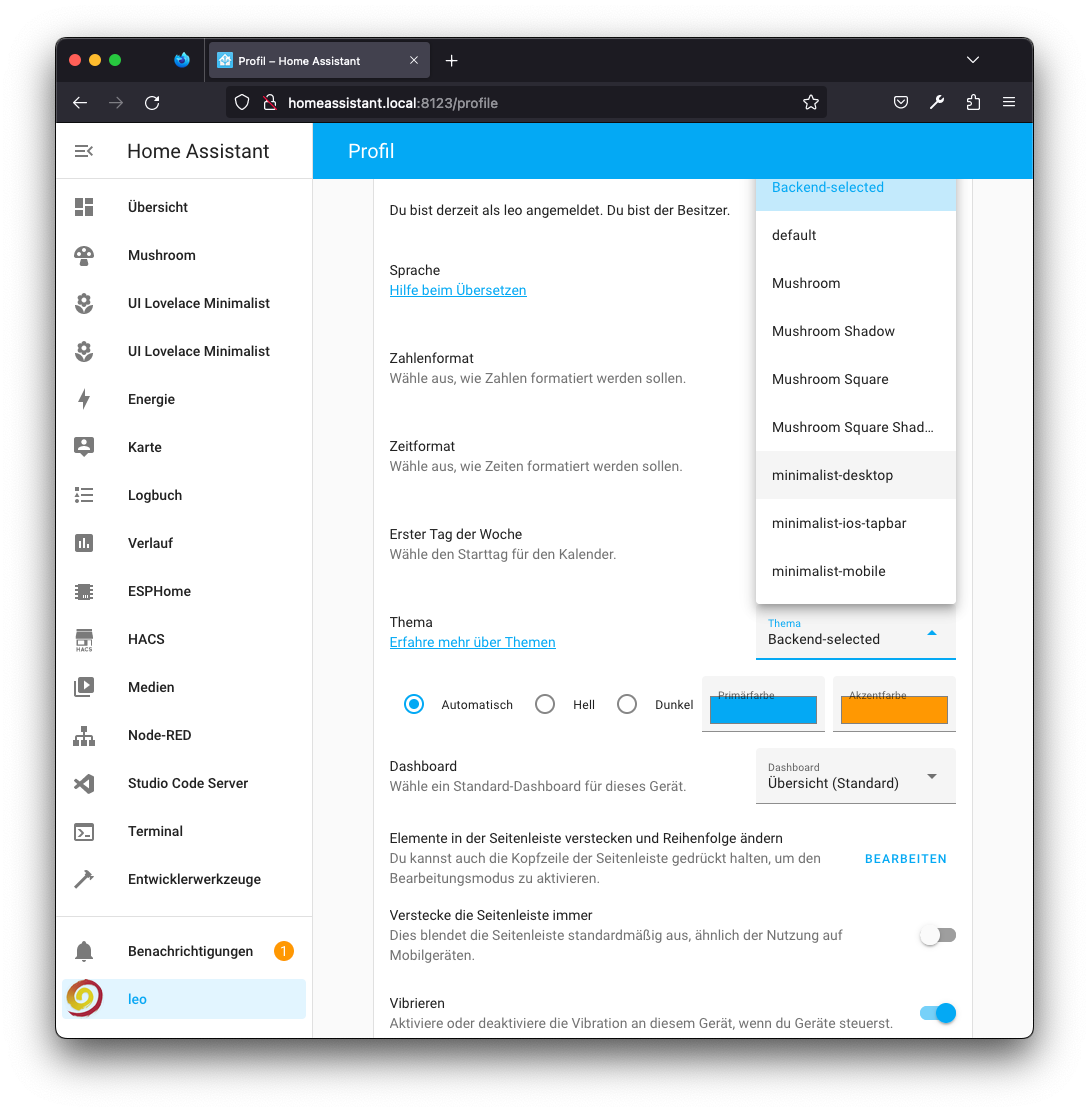 Profil – Home Assistant
homeassistant.local:8123/profile
Home Assistant
Profil
Übersicht
Mushroom
UI Lovelace Minimalist
UI Lovelace Minimalist
Energie
Karte
Logbuch
Verlauf
ESPHome
HACS
HACS
Medien
Node-RED
Studio Code Server
Terminal
Entwicklerwerkzeuge
Benachrichtigungen 1
leo
Du bist derzeit als leo angemeldet. Du bist der Besitzer.
Sprache
Hilfe beim Übersetzen
Zahlenformat
Wähle aus, wie Zahlen formatiert werden sollen.
Zeitformat
Wähle aus, wie Zeiten formatiert werden sollen.
Erster Tag der Woche
Wähle den Starttag für den Kalender.
Backend-selected
default
Mushroom
Mushroom Shadow
Mushroom Square
Mushroom Square Shad...
minimalist-desktop
minimalist-ios-tapbar
minimalist-mobile
Thema
Erfahre mehr über Themen
Thema
Backend-selected
Automatisch Hell Dunkel
Primärfarbe
Akzentfarbe
Dashboard
Wähle ein Standard-Dashboard für dieses Gerät.
Dashboard
Übersicht (Standard)
Elemente in der Seitenleiste verstecken und Reihenfolge ändern
Du kannst auch die Kopfzeile der Seitenleiste gedrückt halten, um den
Bearbeitungsmodus zu aktivieren.
BEARBEITEN
Verstecke die Seitenleiste immer
Dies blendet die Seitenleiste standardmäßig aus, ähnlich der Nutzung auf
Mobilgeräten.
Vibrieren
Aktiviere oder deaktiviere die Vibration an diesem Gerät, wenn du Geräte steuerst.